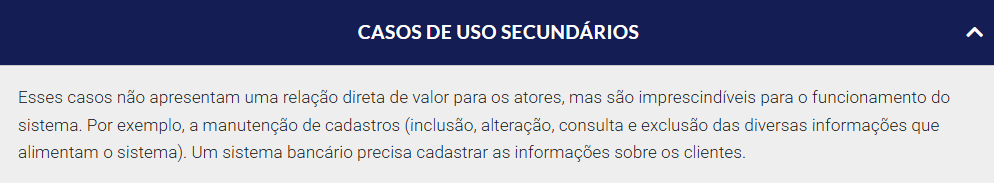 CASOS DE USO SECUNDÁRIOS
Esses casos não apresentam uma relação direta de valor para os atores, mas são imprescindíveis para o funcionamento do
sistema. Por exemplo, a manutenção de cadastros (inclusão, alteração, consulta e exclusão das diversas informações que
alimentam o sistema). Um sistema bancário precisa cadastrar as informações sobre os clientes.